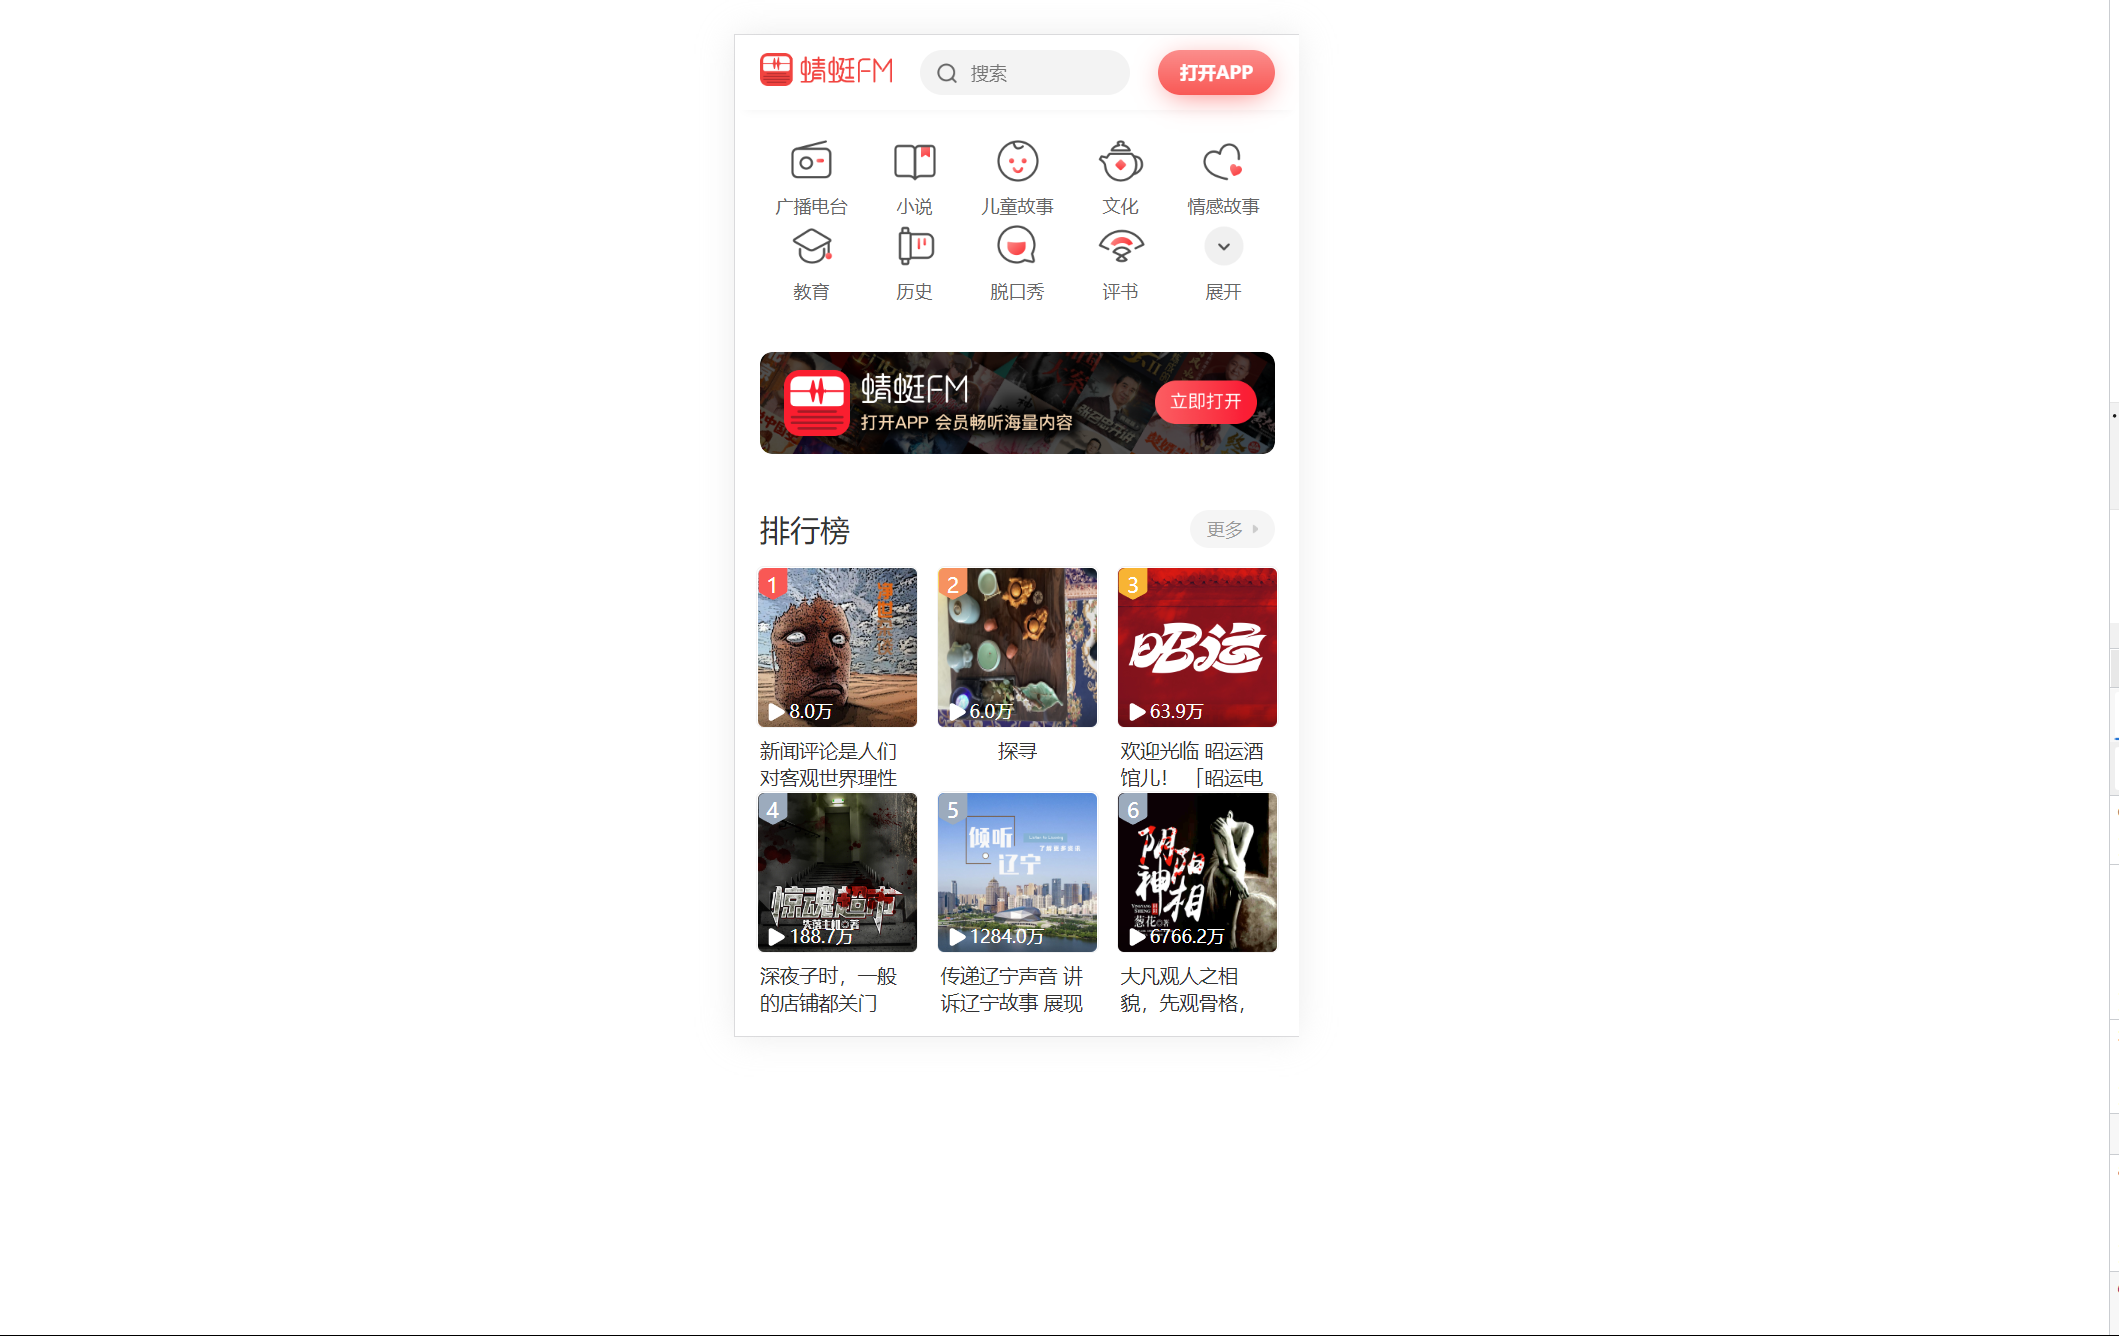 蜻蜓FM
搜索
打开APP
广播电台
小说
儿童故事
文化
情感故事
教育
历史
脱口秀
评书
展开
蜻蜓FM
打开APP 会员畅听海量内容
立即打开
排行榜
更多
1
8.0万
2
6.0万
3
昭运
63.9万
新闻评论是人们
对客观世界理性
探寻
欢迎光临 昭运酒
馆儿！ 「昭运电
4
惊魂超市
188.7万
5
倾听
辽宁
1284.0万
6
阴阳
神相
葱花
6766.2万
深夜子时，一般
的店铺都关门
传递辽宁声音 讲
诉辽宁故事 展现
大凡观人之相
貌，先观骨格，